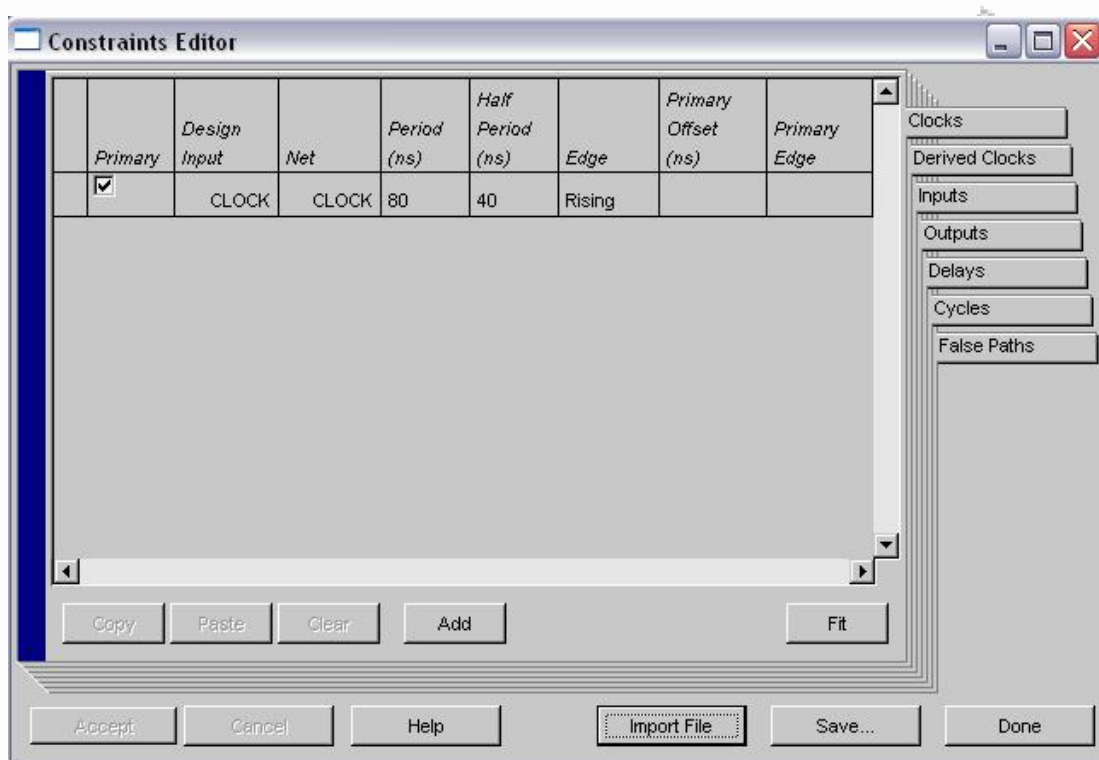 Constraints Editor
Primary
Design Input
Net
Period (ns)
Half Period (ns)
Edge
Primary Offset (ns)
Primary Edge
CLOCK
CLOCK
80
40
Rising
Clocks
Derived Clocks
Inputs
Outputs
Delays
Cycles
False Paths
Copy
Paste
Clear
Add
Fit
Accept
Cancel
Help
Import File
Save...
Done